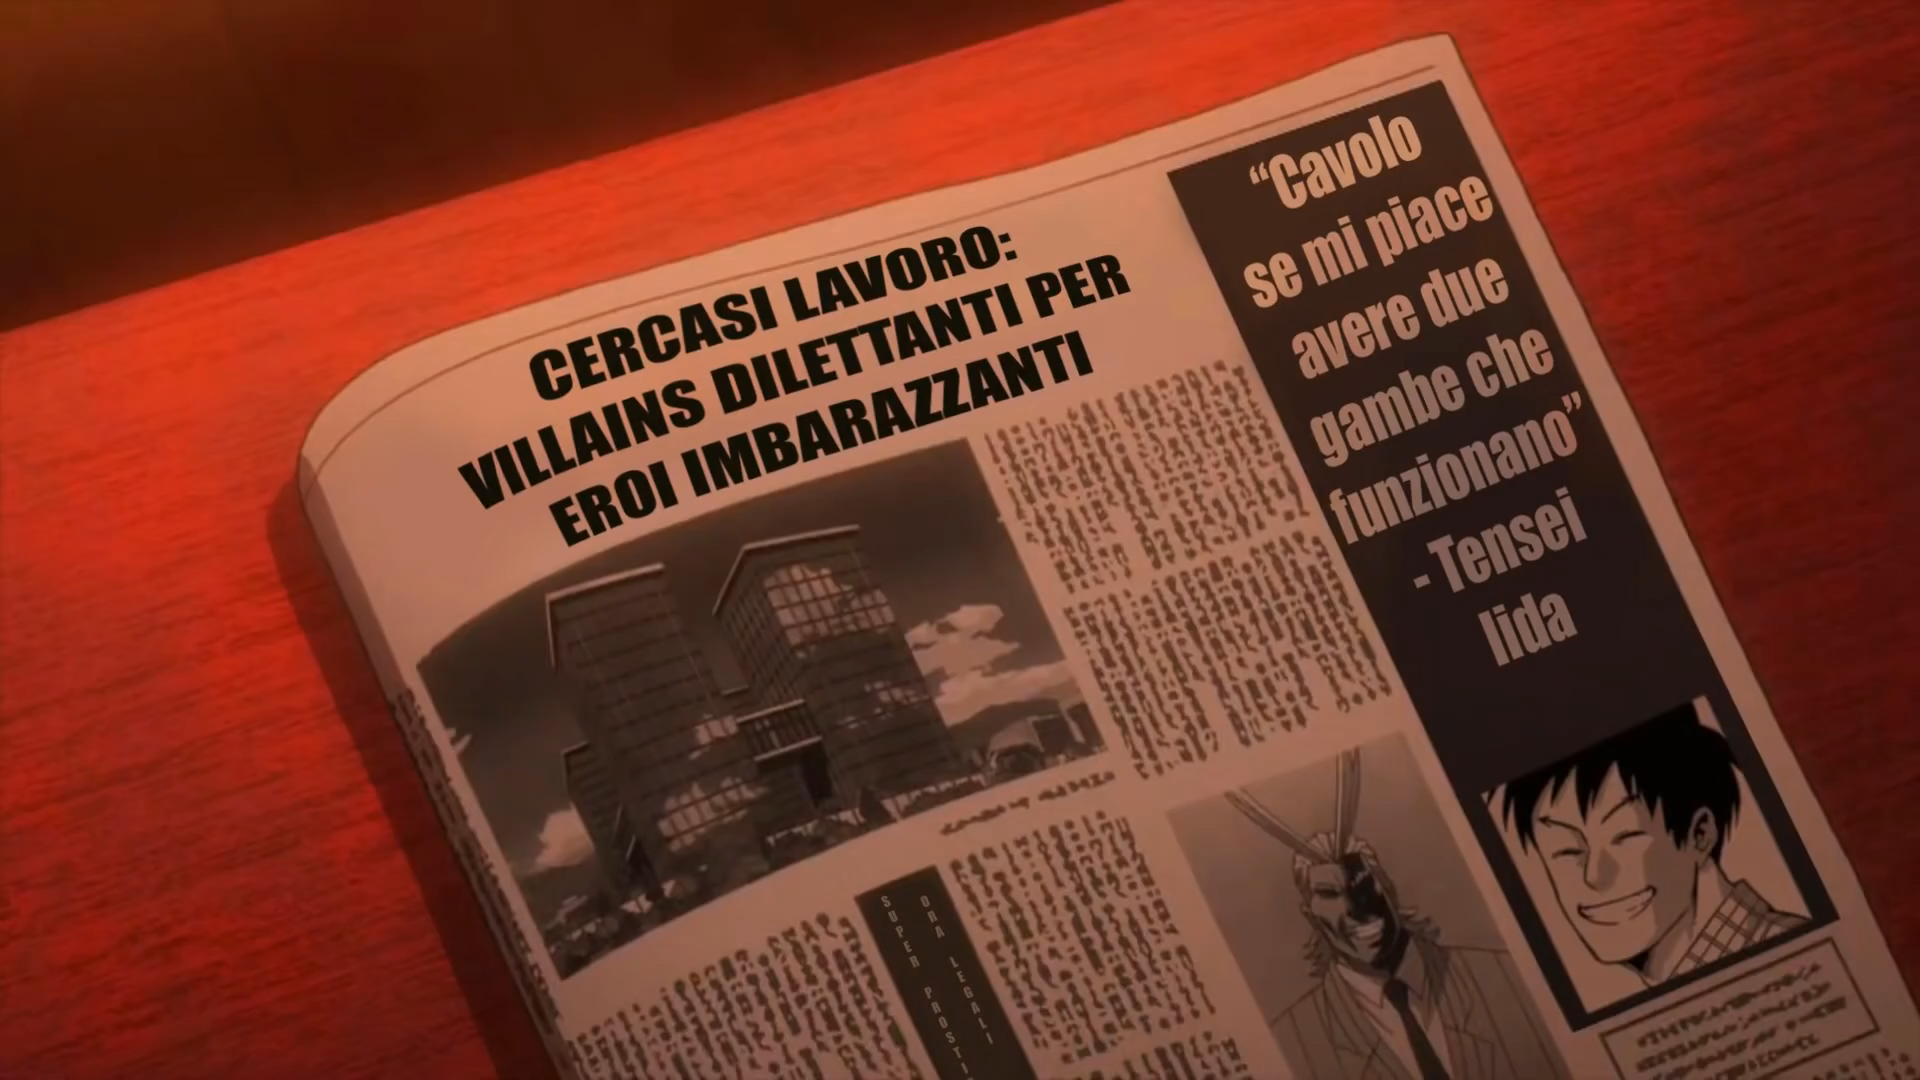 CERCASI LAVORO:
VILLAINS DILETTANTI PER
EROI IMBARAZZANTI
“Cavolo
se mi piace
avere due
gambe che
funzionano”
- Tensei
Iida
ORA LEGALI
SUPER PROSTI